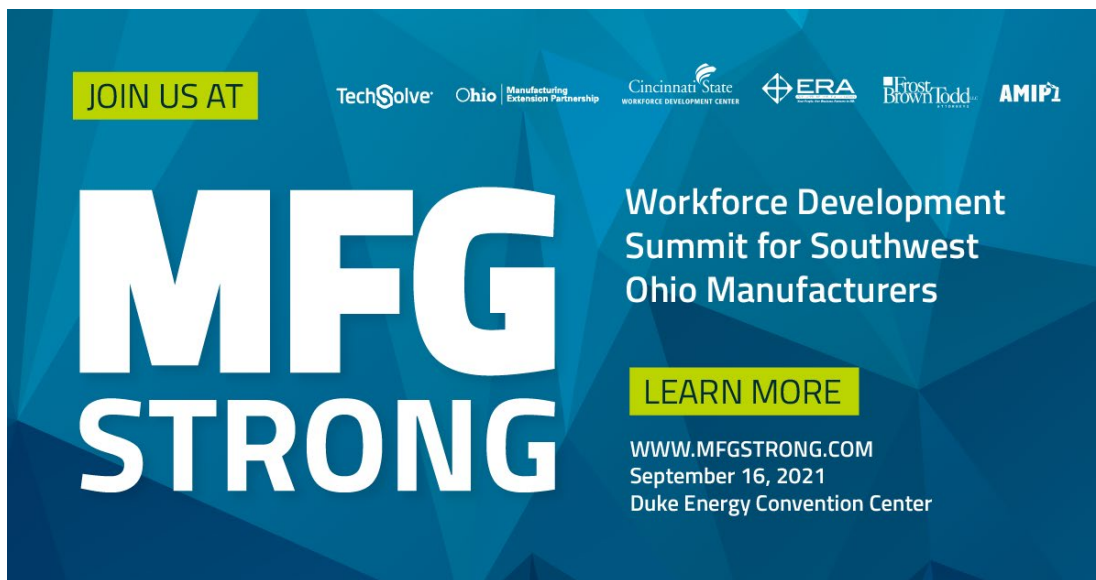 JOIN US AT
TechSolve
Ohio Manufacturing
Extension Partnership
Cincinnati State
WORKFORCE DEVELOPMENT CENTER
ERA
Frost
Brown Todd LLC
ATTORNEYS
AMIP
MFG
STRONG
Workforce Development
Summit for Southwest
Ohio Manufacturers
LEARN MORE
WWW.MFGSTRONG.COM
September 16, 2021
Duke Energy Convention Center